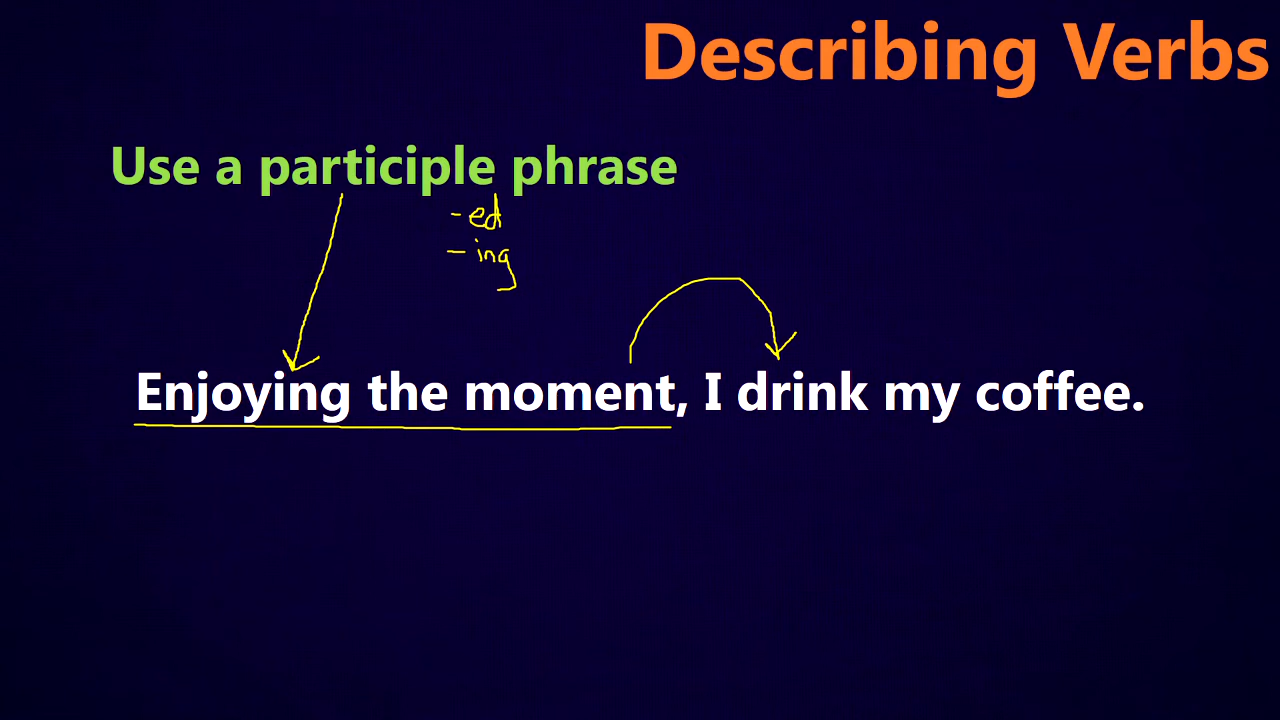 Describing Verbs
Use a participle phrase
-ed
-ing
Enjoying the moment, I drink my coffee.